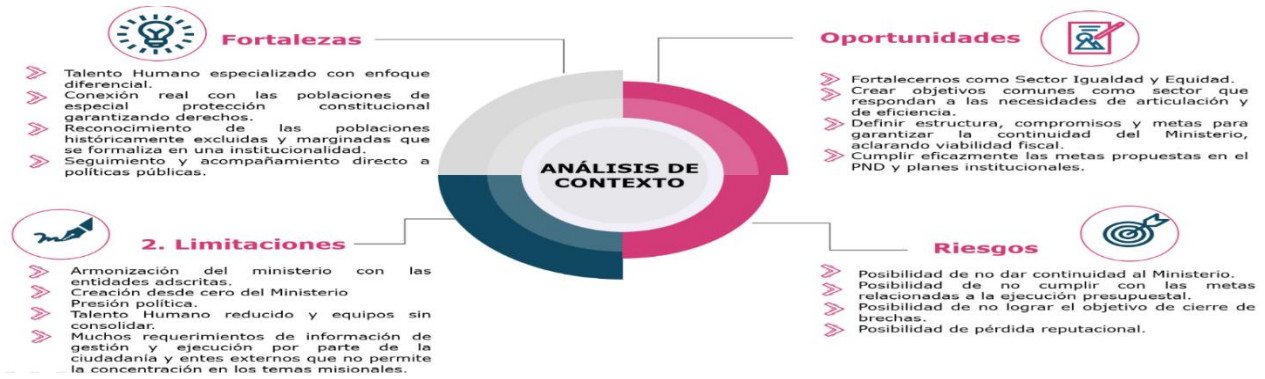 Fortalezas
Talento Humano especializado con enfoque
diferencial.
Conexión real con las poblaciones de
especial protección constitucional
garantizando derechos.
Reconocimiento de las poblaciones
históricamente excluidas y marginadas que
se formaliza en una institucionalidad.
Seguimiento y acompañamiento directo a
políticas públicas.
Oportunidades
Fortalecernos como Sector Igualdad y Equidad.
Crear objetivos comunes como sector que
respondan a las necesidades de articulación y
de eficiencia.
Definir estructura, compromisos y metas para
garantizar la continuidad del Ministerio,
aclarando viabilidad fiscal.
Cumplir eficazmente las metas propuestas en el
PND y planes institucionales.
ANÁLISIS DE
CONTEXTO
2. Limitaciones
Armonización del ministerio con las
entidades adscritas.
Creación desde cero del Ministerio
Presión política.
Talento Humano reducido y equipos sin
consolidar.
Muchos requerimientos de información de
gestión y ejecución por parte de la
ciudadanía y entes externos que no permite
la concentración en los temas misionales.
Riesgos
Posibilidad de no dar continuidad al Ministerio.
Posibilidad de no cumplir con las metas
relacionadas a la ejecución presupuestal.
Posibilidad de no lograr el objetivo de cierre de
brechas.
Posibilidad de pérdida reputacional.